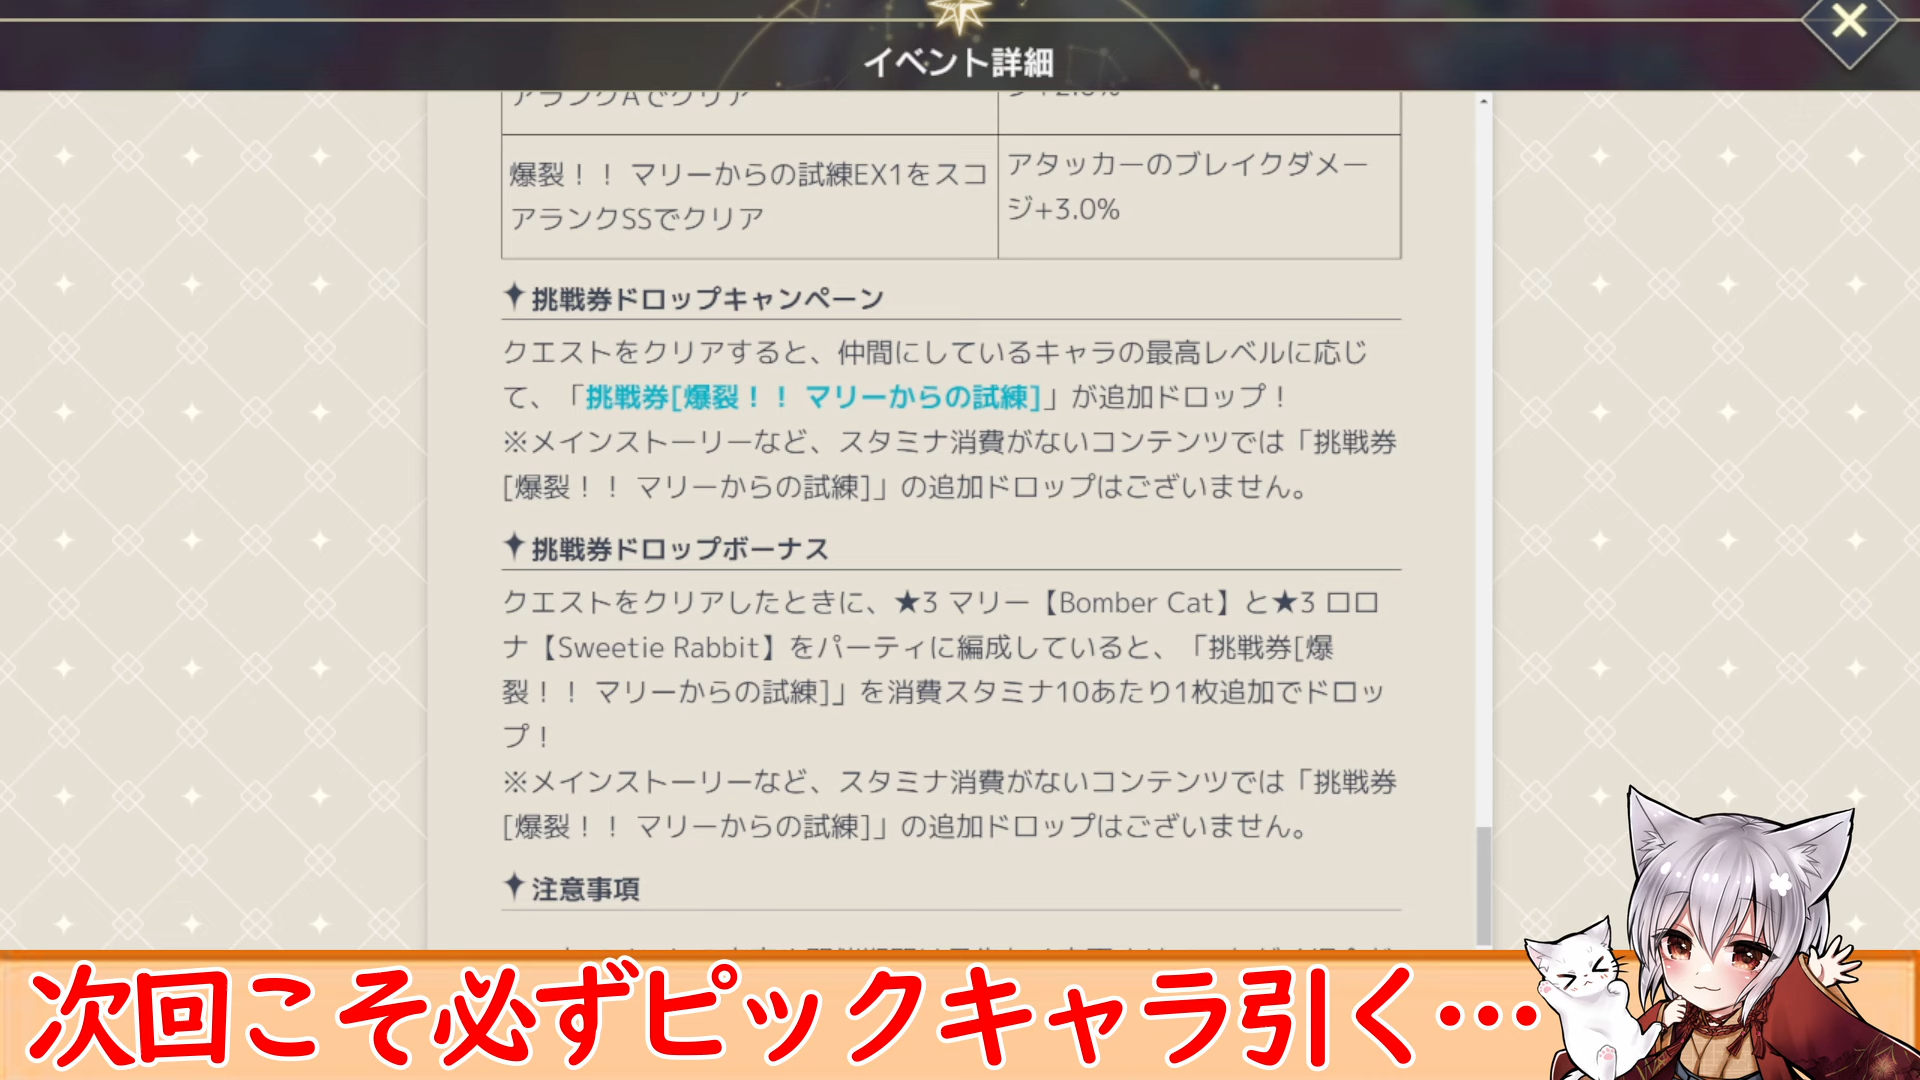 イベント詳細
アランクAでクリア
ジ+2.0%
爆裂！！ マリーからの試練EX1をスコ
アランクSSでクリア
アタッカーのブレイクダメー
ジ+3.0%
挑戦券ドロップキャンペーン
クエストをクリアすると、仲間にしているキャラの最高レベルに応じ
て、「挑戦券[爆裂！！ マリーからの試練]」が追加ドロップ！
※メインストーリーなど、スタミナ消費がないコンテンツでは「挑戦券
[爆裂！！ マリーからの試練]」の追加ドロップはございません。
挑戦券ドロップボーナス
クエストをクリアしたときに、★3 マリー【Bomber Cat】と★3 ロロ
ナ【Sweetie Rabbit】をパーティに編成していると、「挑戦券[爆
裂！！ マリーからの試練]」を消費スタミナ10あたり1枚追加でドロッ
プ！
※メインストーリーなど、スタミナ消費がないコンテンツでは「挑戦券
[爆裂！！ マリーからの試練]」の追加ドロップはございません。
注意事項
次回こそ必ずピックキャラ引く…